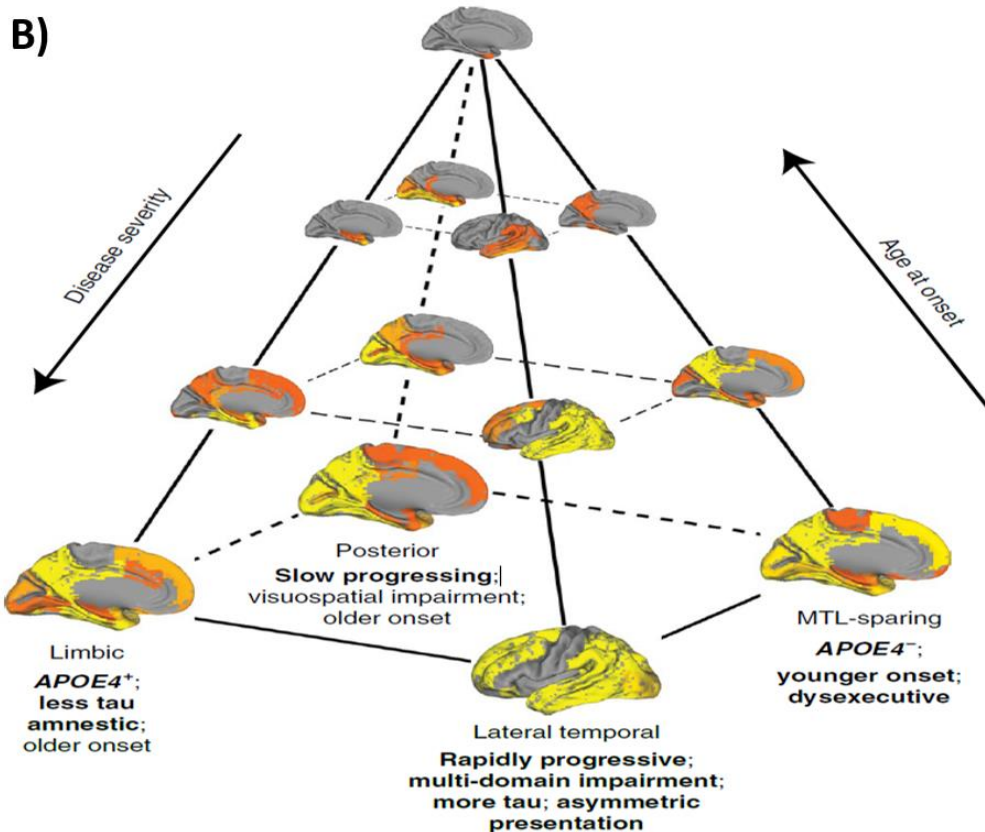 B)
Disease severity
Age at onset
Posterior
Slow progressing;
visuospatial impairment;
older onset
Limbic
APOE4⁺;
less tau
amnestic;
older onset
MTL-sparing
APOE4⁻;
younger onset;
dysexecutive
Lateral temporal
Rapidly progressive;
multi-domain impairment;
more tau; asymmetric
presentation